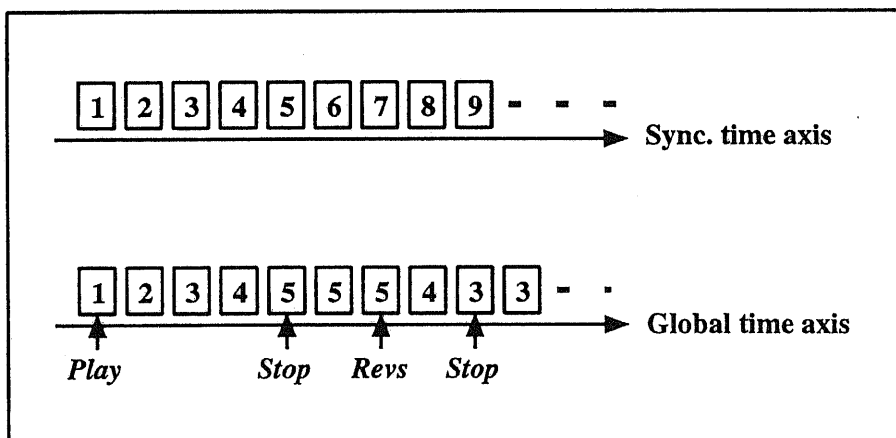 1 2 3 4 5 6 7 8 9 - - -
Sync. time axis
1 2 3 4 5 5 5 4 3 3 - -
Global time axis
Play Stop Revs Stop